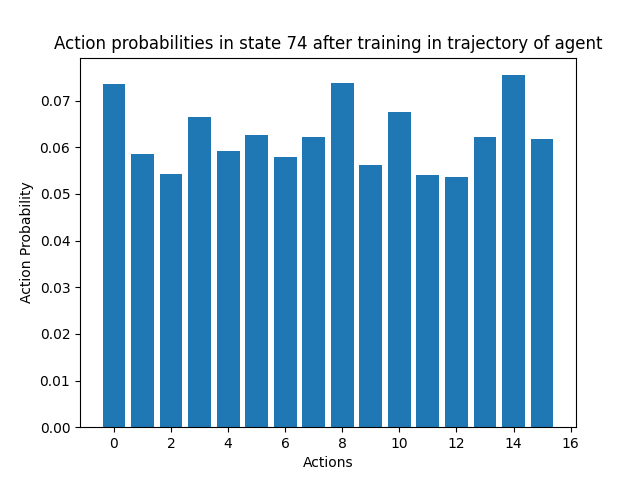 Action probabilities in state 74 after training in trajectory of agent
0.07
0.06
0.05
0.04
0.03
0.02
0.01
0.00
Action Probability
0 2 4 6 8 10 12 14 16
Actions